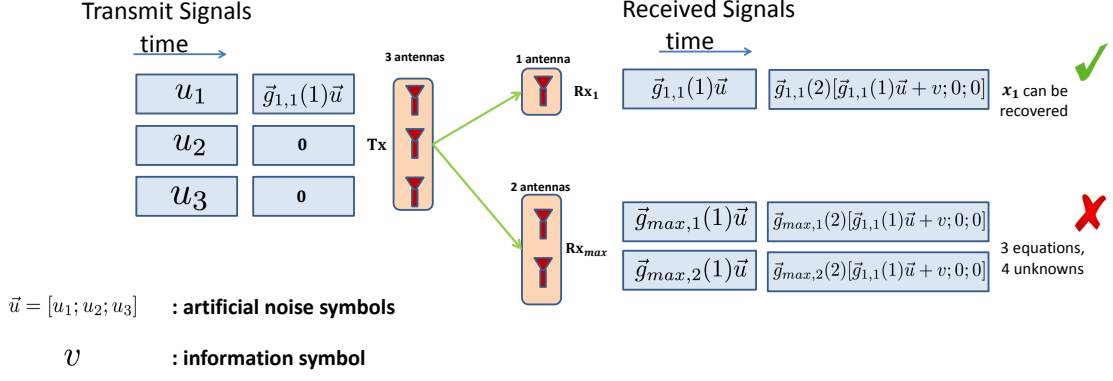 Transmit Signals
Received Signals
time
time
3 antennas
1 antenna
u_1
\vec{g}_{1,1}(1)\vec{u}
Rx_1
\vec{g}_{1,1}(1)\vec{u}
\vec{g}_{1,1}(2)[\vec{g}_{1,1}(1)\vec{u} + v; 0; 0]
x_1 can be
recovered
u_2
0
Tx
u_3
0
2 antennas
Rx_{max}
\vec{g}_{max,1}(1)\vec{u}
\vec{g}_{max,1}(2)[\vec{g}_{1,1}(1)\vec{u} + v; 0; 0]
\vec{g}_{max,2}(1)\vec{u}
\vec{g}_{max,2}(2)[\vec{g}_{1,1}(1)\vec{u} + v; 0; 0]
3 equations,
4 unknowns
\vec{u} = [u_1; u_2; u_3] : artificial noise symbols
v : information symbol